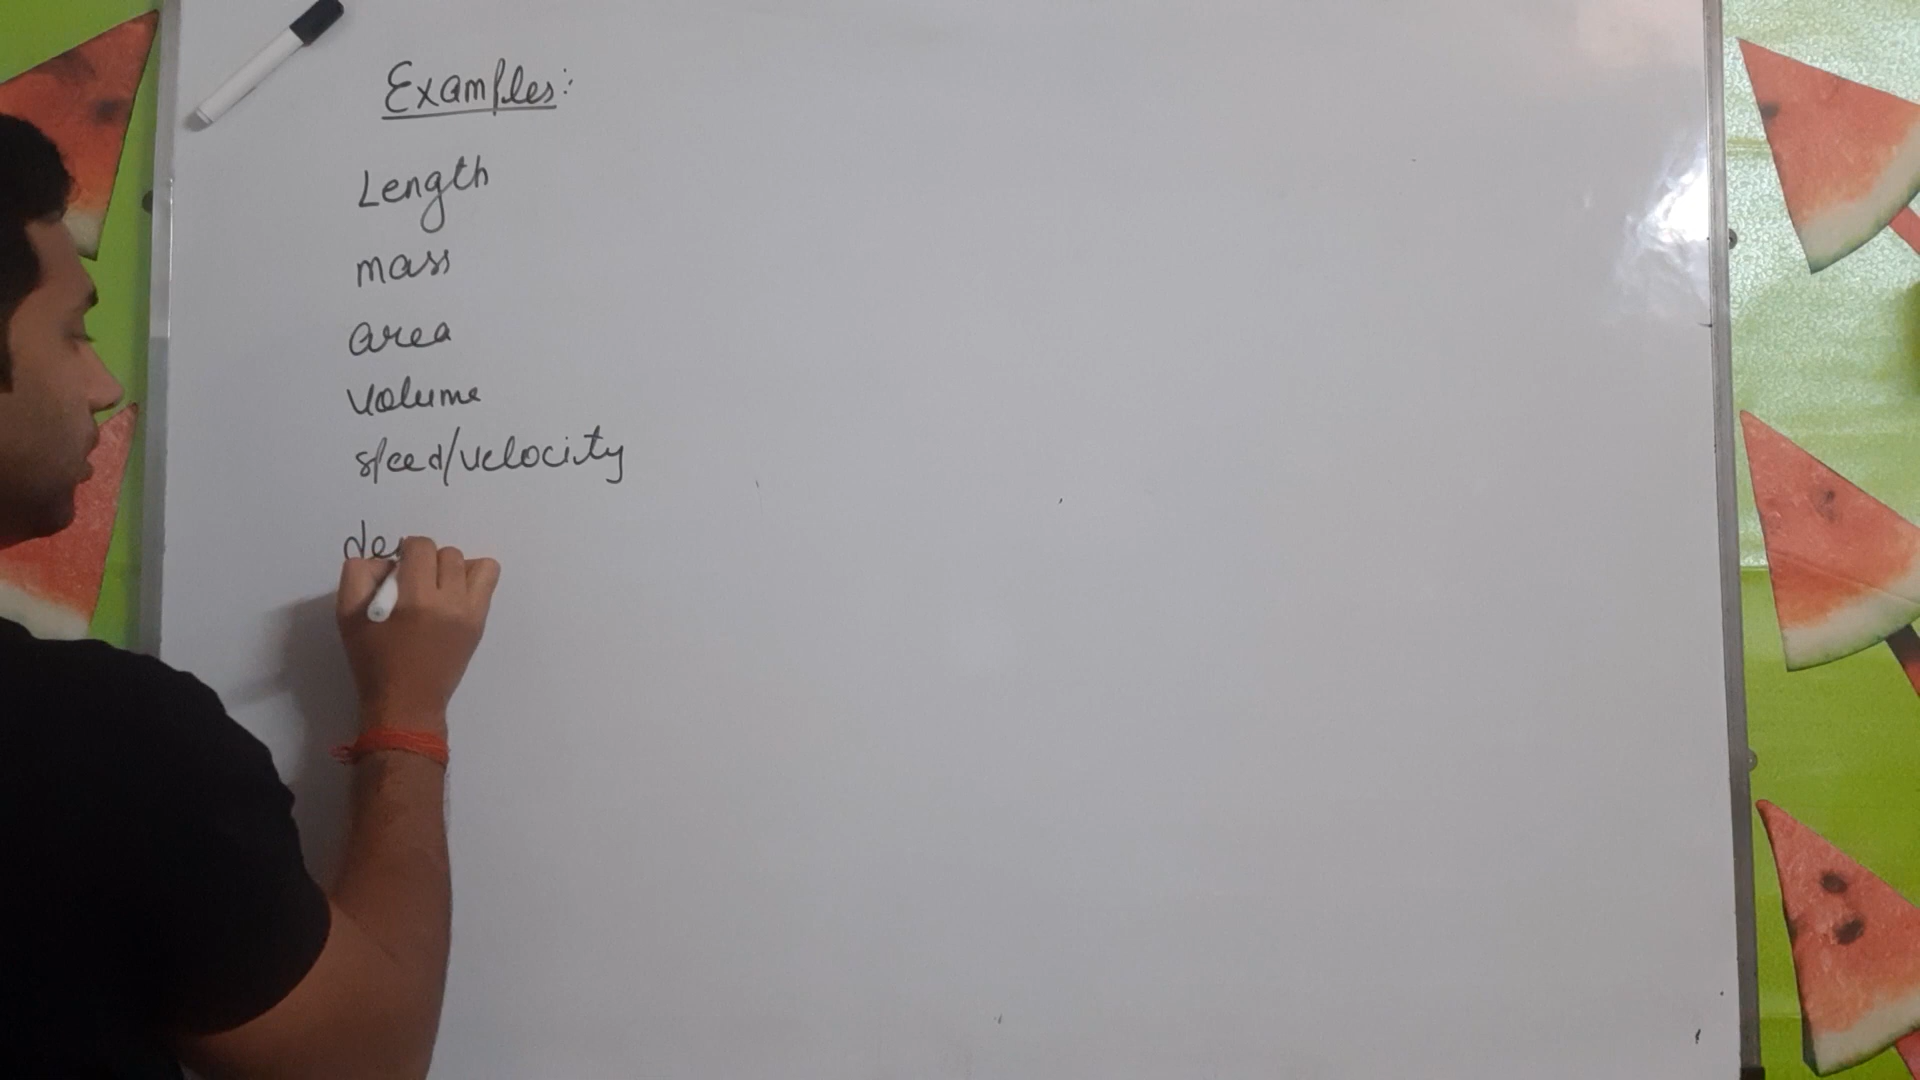 Examples:
Length
mass
area
volume
speed/velocity